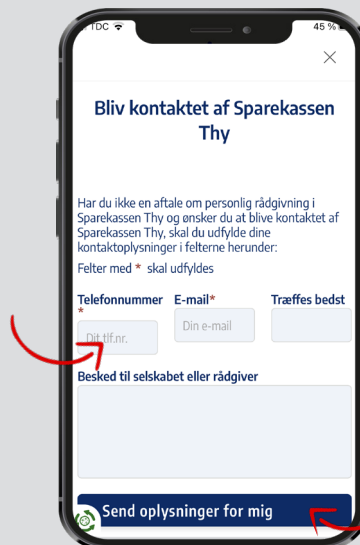 TDC 45 %
Bliv kontaktet af Sparekassen
Thy
Har du ikke en aftale om personlig rådgivning i
Sparekassen Thy og ønsker du at blive kontaktet af
Sparekassen Thy, skal du udfylde dine
kontaktoplysninger i felterne herunder:
Felter med * skal udfyldes
Telefonnummer E-mail* Træffes bedst
*
Dit tlf.nr. Din e-mail
Besked til selskabet eller rådgiver
Send oplysninger for mig